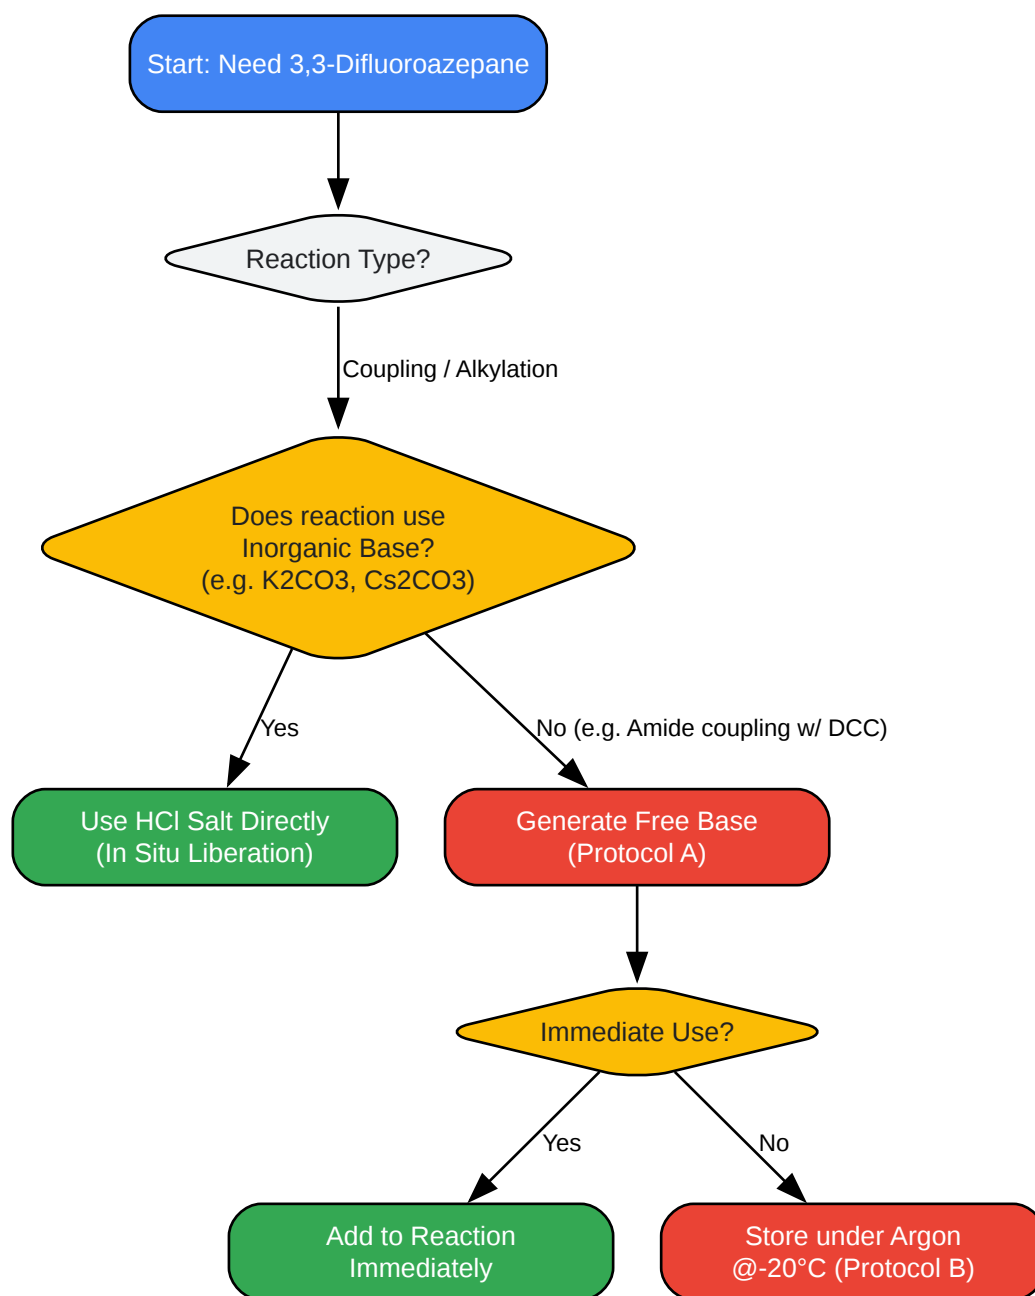 Start: Need 3,3-Difluoroazepane
Reaction Type?
Coupling / Alkylation
Does reaction use
Inorganic Base?
(e.g. K2CO3, Cs2CO3)
Yes
No (e.g. Amide coupling w/ DCC)
Use HCl Salt Directly
(In Situ Liberation)
Generate Free Base
(Protocol A)
Immediate Use?
Yes
No
Add to Reaction
Immediately
Store under Argon
@-20°C (Protocol B)